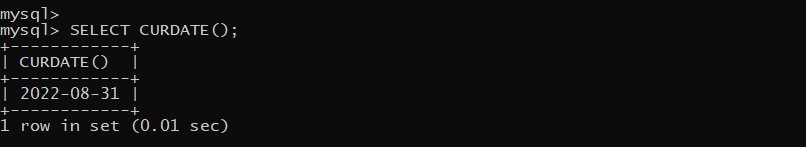 mysql>
mysql> SELECT CURDATE();
+------------+
| CURDATE()  |
+------------+
| 2022-08-31 |
+------------+
1 row in set (0.01 sec)